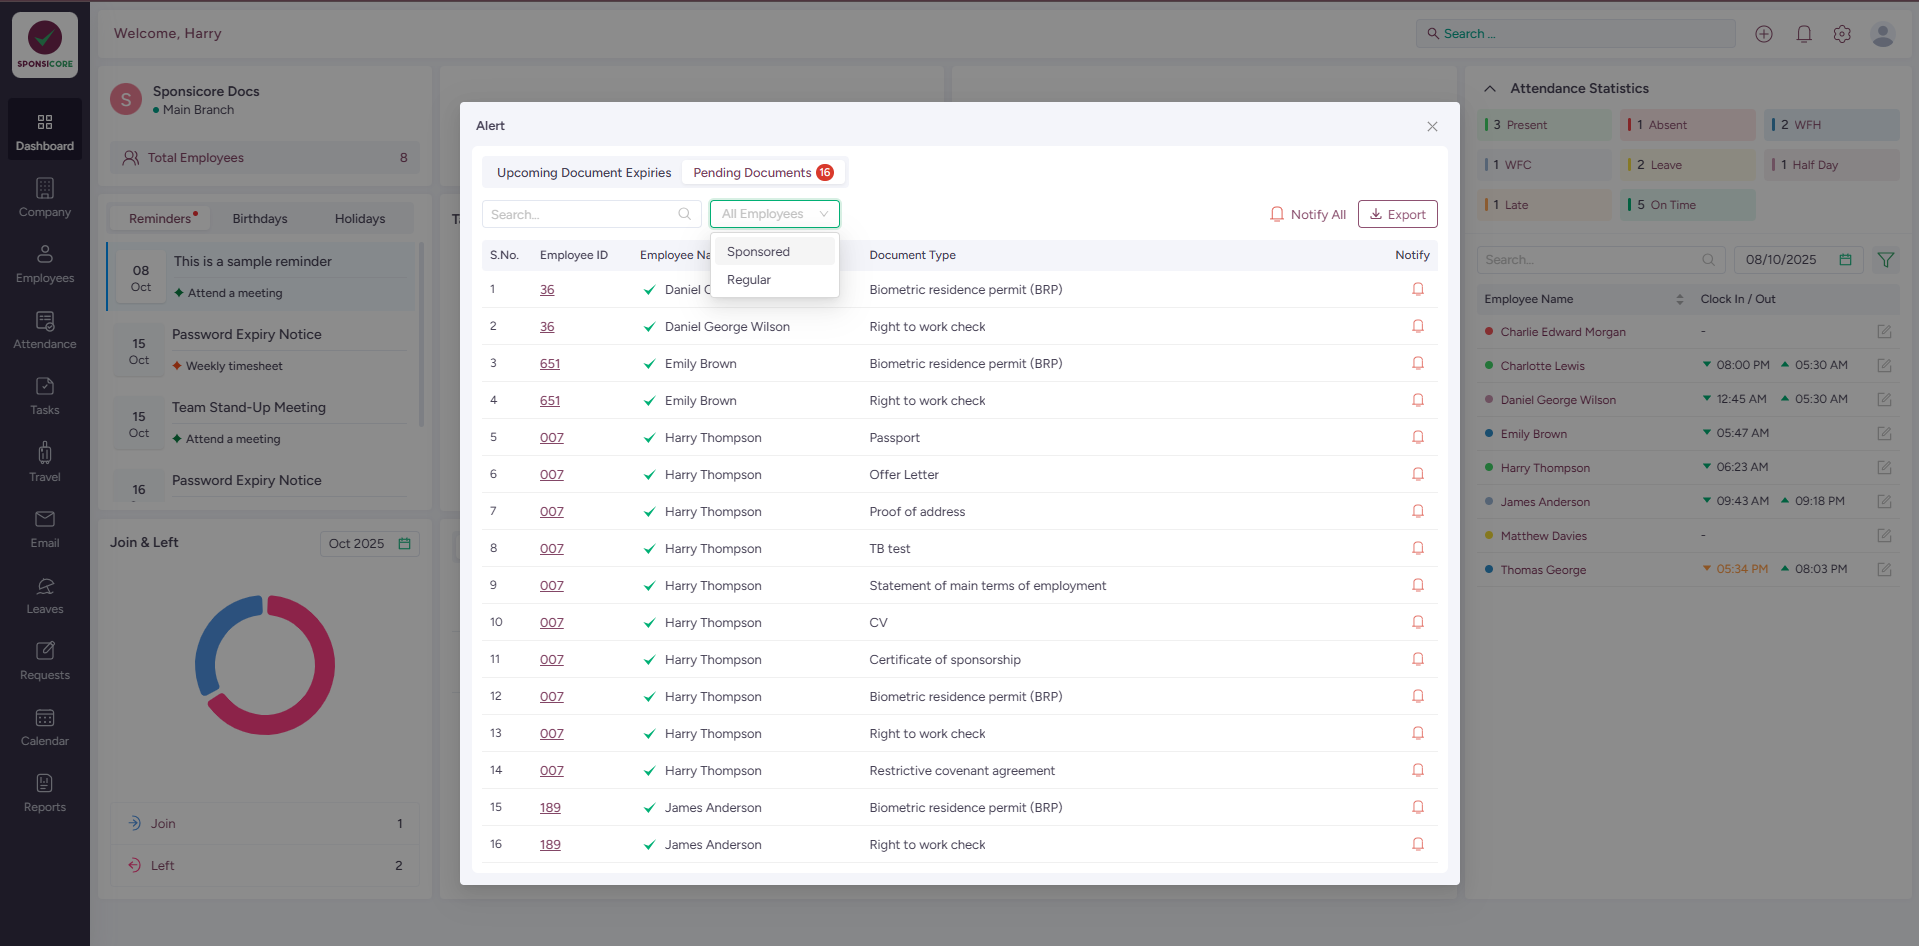 SPONSICORE
Dashboard
Company
Employees
Attendance
Tasks
Travel
Email
Leaves
Requests
Calendar
Reports
Welcome, Harry
Search ...
S
Sponsicore Docs
Main Branch
Total Employees 8
Reminders Birthdays Holidays
08 Oct This is a sample reminder
Attend a meeting
15 Oct Password Expiry Notice
Weekly timesheet
15 Oct Team Stand-Up Meeting
Attend a meeting
16 Password Expiry Notice
Join & Left Oct 2025
Join 1
Left 2
Alert
Upcoming Document Expiries Pending Documents 16
Search... All Employees Notify All Export
Sponsored
Regular
S.No. Employee ID Employee Na Document Type Notify
1 36 Daniel Biometric residence permit (BRP)
2 36 Daniel George Wilson Right to work check
3 651 Emily Brown Biometric residence permit (BRP)
4 651 Emily Brown Right to work check
5 007 Harry Thompson Passport
6 007 Harry Thompson Offer Letter
7 007 Harry Thompson Proof of address
8 007 Harry Thompson TB test
9 007 Harry Thompson Statement of main terms of employment
10 007 Harry Thompson CV
11 007 Harry Thompson Certificate of sponsorship
12 007 Harry Thompson Biometric residence permit (BRP)
13 007 Harry Thompson Right to work check
14 007 Harry Thompson Restrictive covenant agreement
15 189 James Anderson Biometric residence permit (BRP)
16 189 James Anderson Right to work check
Attendance Statistics
3 Present 1 Absent 2 WFH
1 WFC 2 Leave 1 Half Day
1 Late 5 On Time
Search... 08/10/2025
Employee Name Clock In / Out
Charlie Edward Morgan -
Charlotte Lewis 08:00 PM 05:30 AM
Daniel George Wilson 12:45 AM 05:30 AM
Emily Brown 05:47 AM
Harry Thompson 06:23 AM
James Anderson 09:43 AM 09:18 PM
Matthew Davies -
Thomas George 05:34 PM 08:03 PM